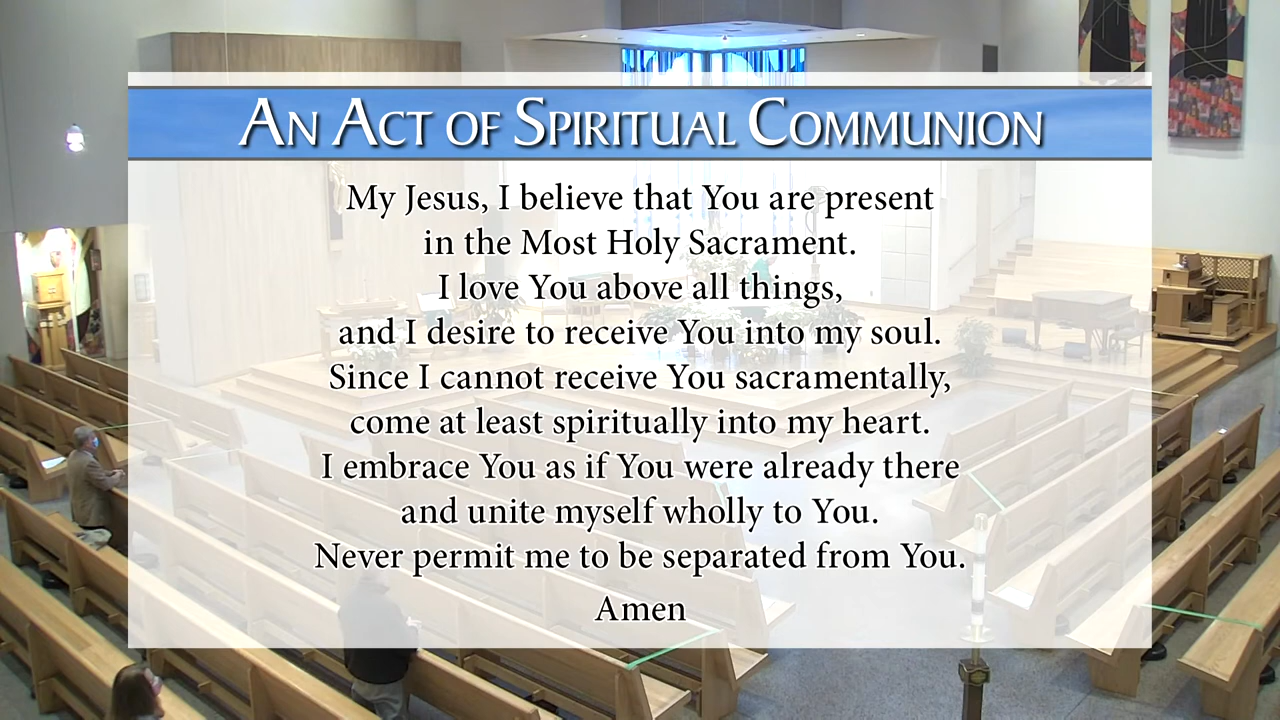 An Act of Spiritual Communion
My Jesus, I believe that You are present
in the Most Holy Sacrament.
I love You above all things,
and I desire to receive You into my soul.
Since I cannot receive You sacramentally,
come at least spiritually into my heart.
I embrace You as if You were already there
and unite myself wholly to You.
Never permit me to be separated from You.
Amen